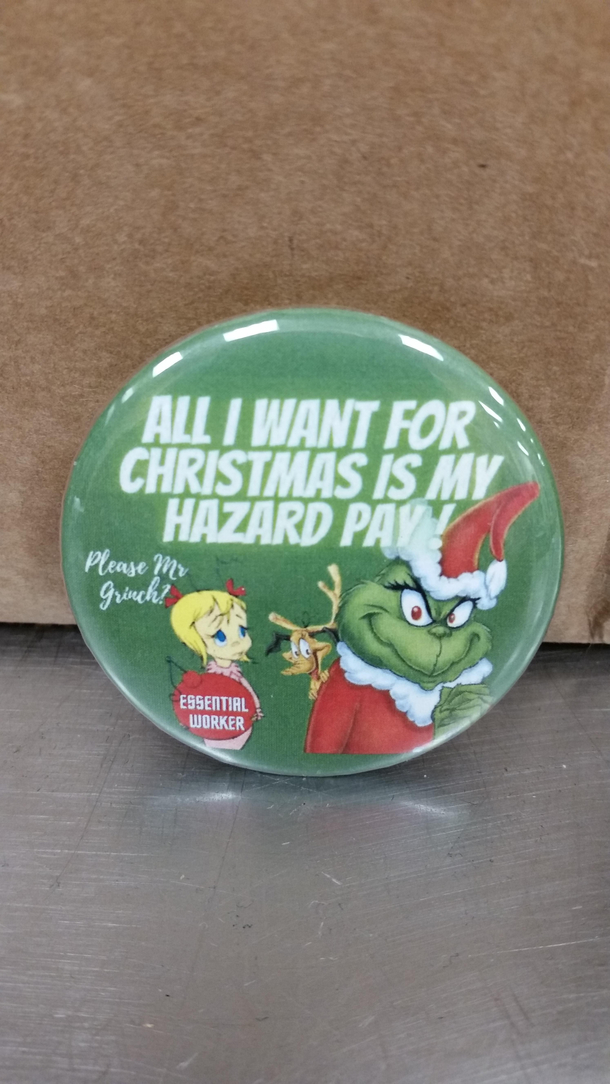 ALL I WANT FOR
CHRISTMAS IS MY
HAZARD PAY !
Please Mr
Grinch?
ESSENTIAL
WORKER